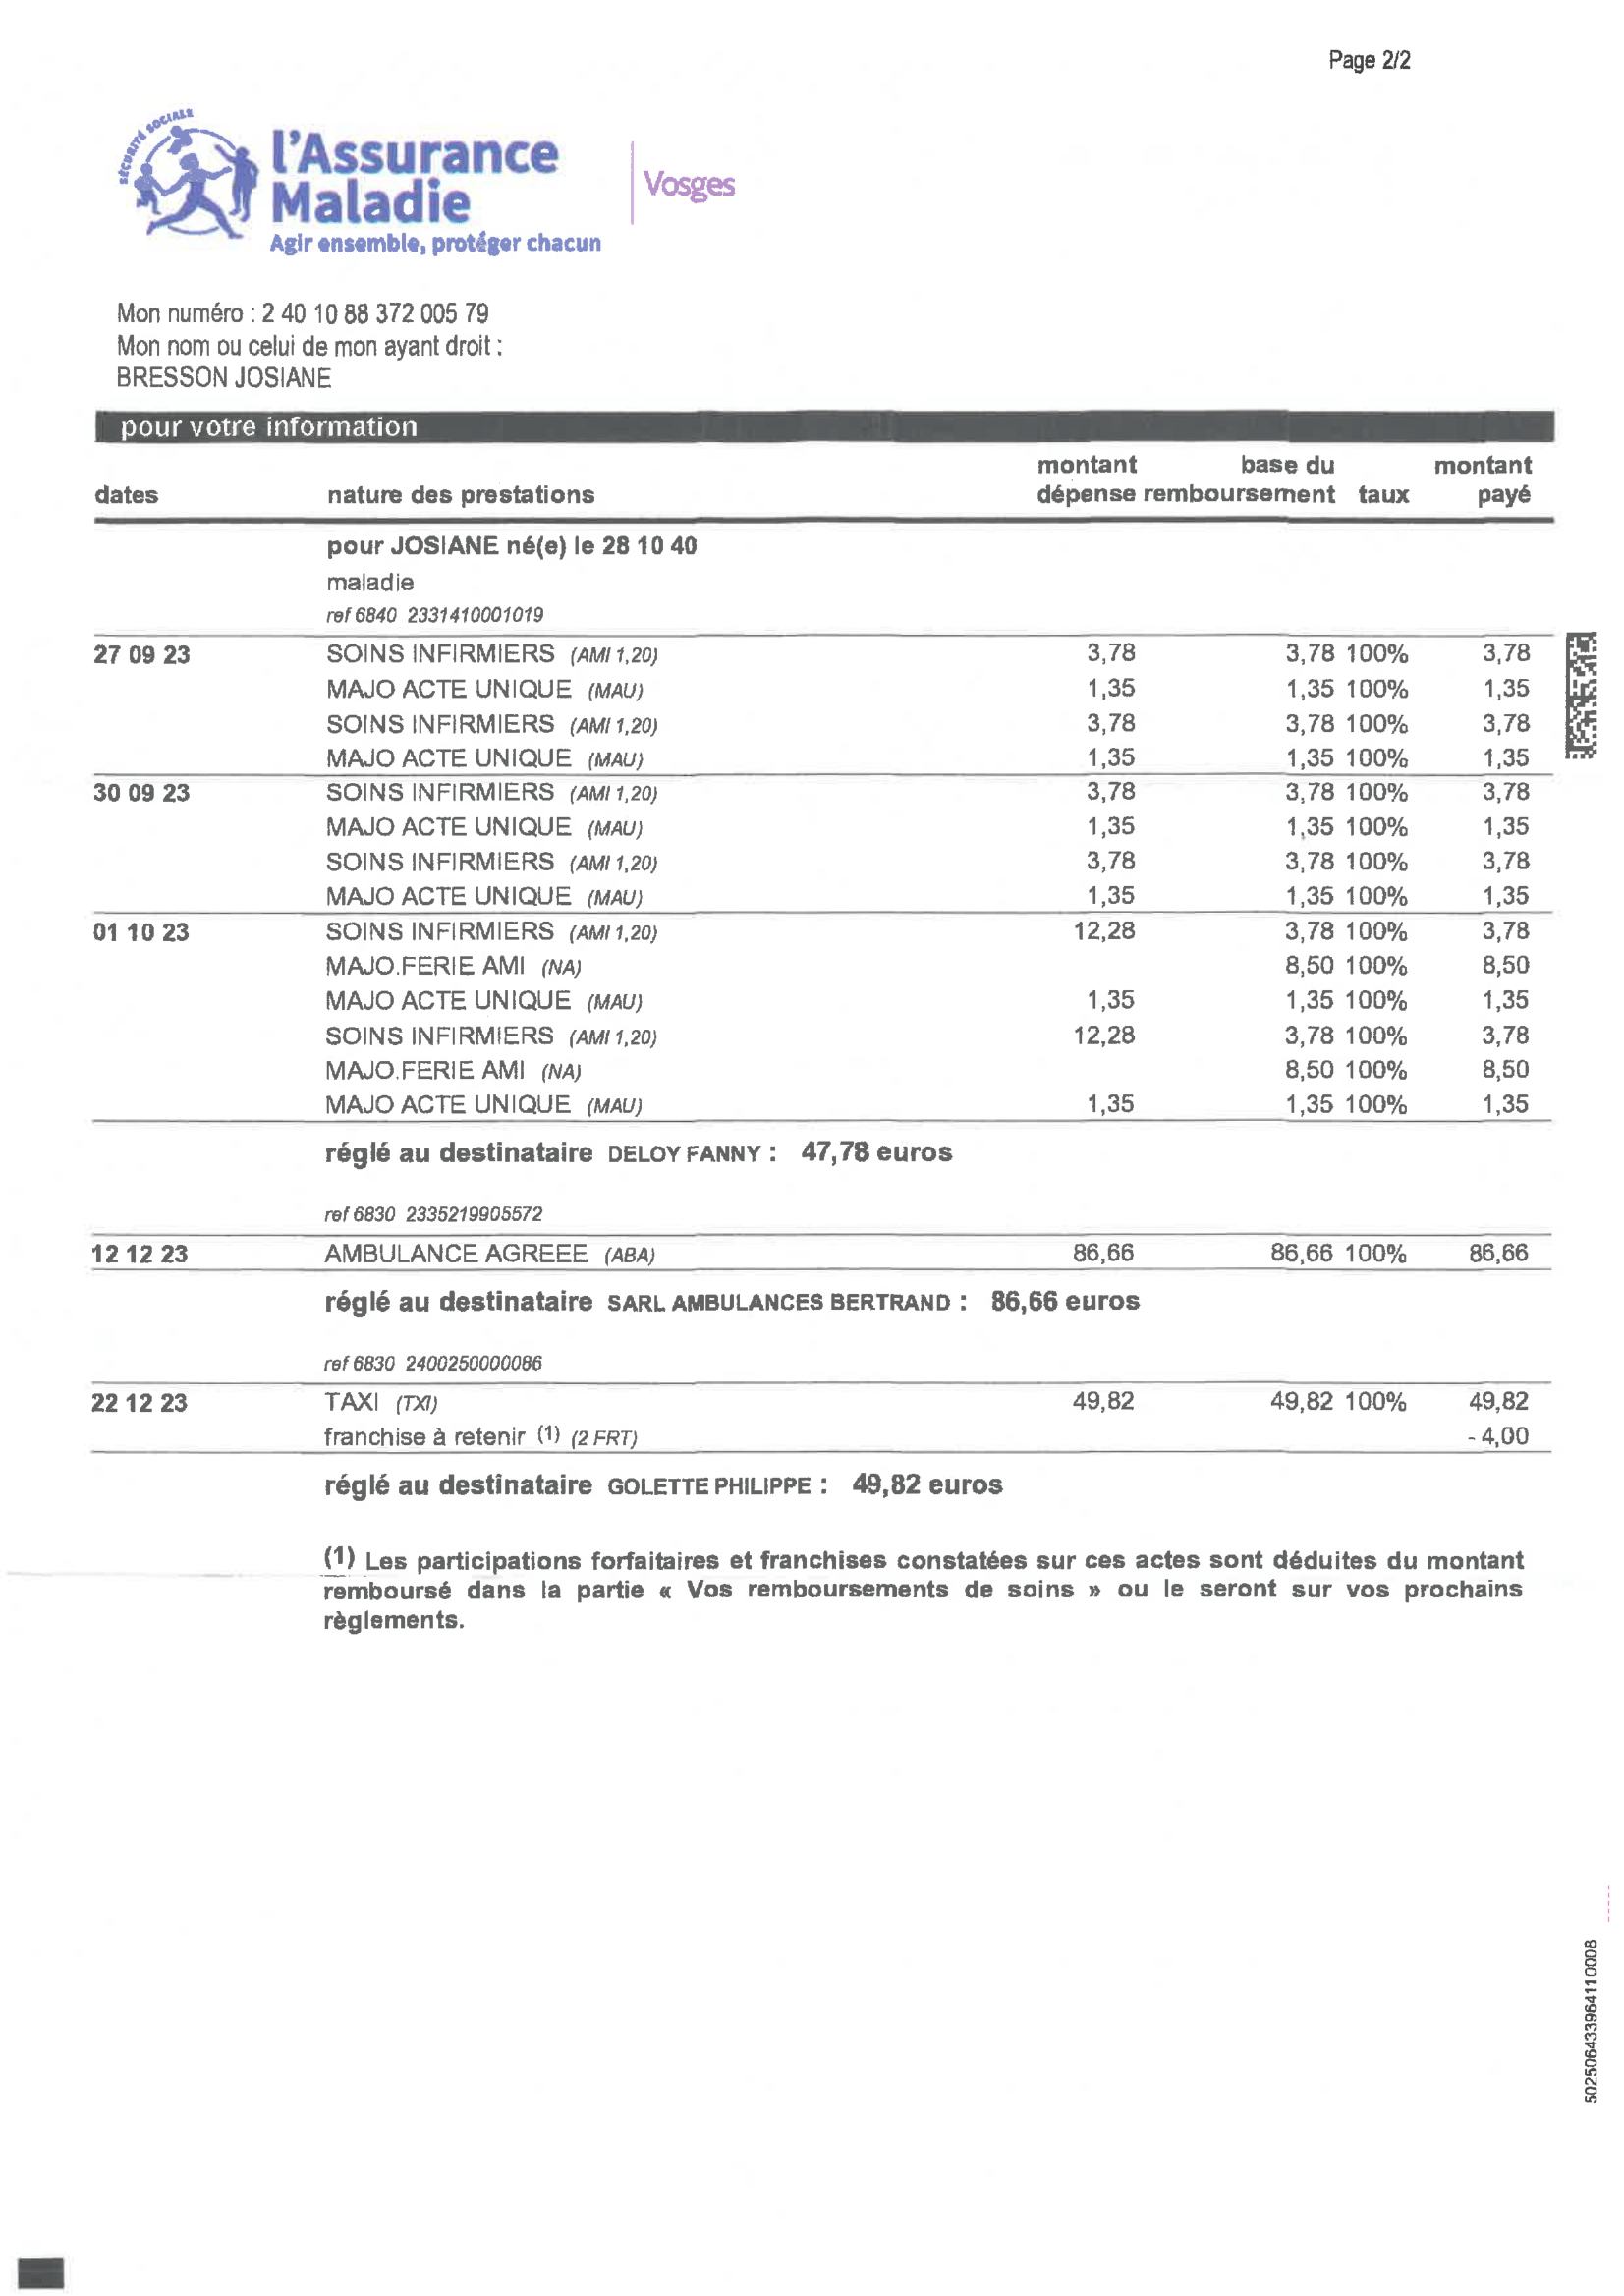 Page 2/2
SÉCURITÉ SOCIALE
l'Assurance
Maladie
Agir ensemble, protéger chacun
Vosges
Mon numéro : 2 40 10 88 372 005 79
Mon nom ou celui de mon ayant droit :
BRESSON JOSIANE
pour votre information
montant base du montant
dates nature des prestations dépense remboursement taux payé
pour JOSIANE né(e) le 28 10 40
maladie
ref 6840 2331410001019
27 09 23 SOINS INFIRMIERS (AMI 1,20) 3,78 3,78 100% 3,78
MAJO ACTE UNIQUE (MAU) 1,35 1,35 100% 1,35
SOINS INFIRMIERS (AMI 1,20) 3,78 3,78 100% 3,78
MAJO ACTE UNIQUE (MAU) 1,35 1,35 100% 1,35
30 09 23 SOINS INFIRMIERS (AMI 1,20) 3,78 3,78 100% 3,78
MAJO ACTE UNIQUE (MAU) 1,35 1,35 100% 1,35
SOINS INFIRMIERS (AMI 1,20) 3,78 3,78 100% 3,78
MAJO ACTE UNIQUE (MAU) 1,35 1,35 100% 1,35
01 10 23 SOINS INFIRMIERS (AMI 1,20) 12,28 3,78 100% 3,78
MAJO.FERIE AMI (NA) 8,50 100% 8,50
MAJO ACTE UNIQUE (MAU) 1,35 1,35 100% 1,35
SOINS INFIRMIERS (AMI 1,20) 12,28 3,78 100% 3,78
MAJO.FERIE AMI (NA) 8,50 100% 8,50
MAJO ACTE UNIQUE (MAU) 1,35 1,35 100% 1,35
réglé au destinataire DELOY FANNY : 47,78 euros
ref 6830 2335219905572
12 12 23 AMBULANCE AGREEE (ABA) 86,66 86,66 100% 86,66
réglé au destinataire SARL AMBULANCES BERTRAND : 86,66 euros
ref 6830 2400250000086
22 12 23 TAXI (TXI) 49,82 49,82 100% 49,82
franchise à retenir (1) (2 FRT) - 4,00
réglé au destinataire GOLETTE PHILIPPE : 49,82 euros
(1) Les participations forfaitaires et franchises constatées sur ces actes sont déduites du montant
remboursé dans la partie « Vos remboursements de soins » ou le seront sur vos prochains
règlements.
5025064339641​10008